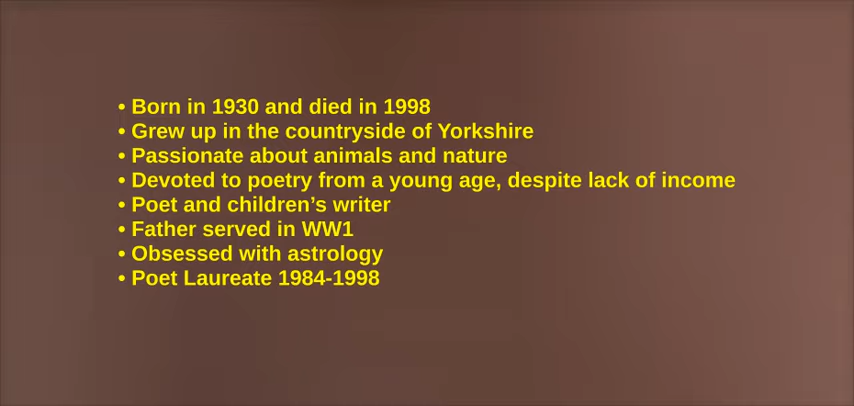 • Born in 1930 and died in 1998
• Grew up in the countryside of Yorkshire
• Passionate about animals and nature
• Devoted to poetry from a young age, despite lack of income
• Poet and children’s writer
• Father served in WW1
• Obsessed with astrology
• Poet Laureate 1984-1998